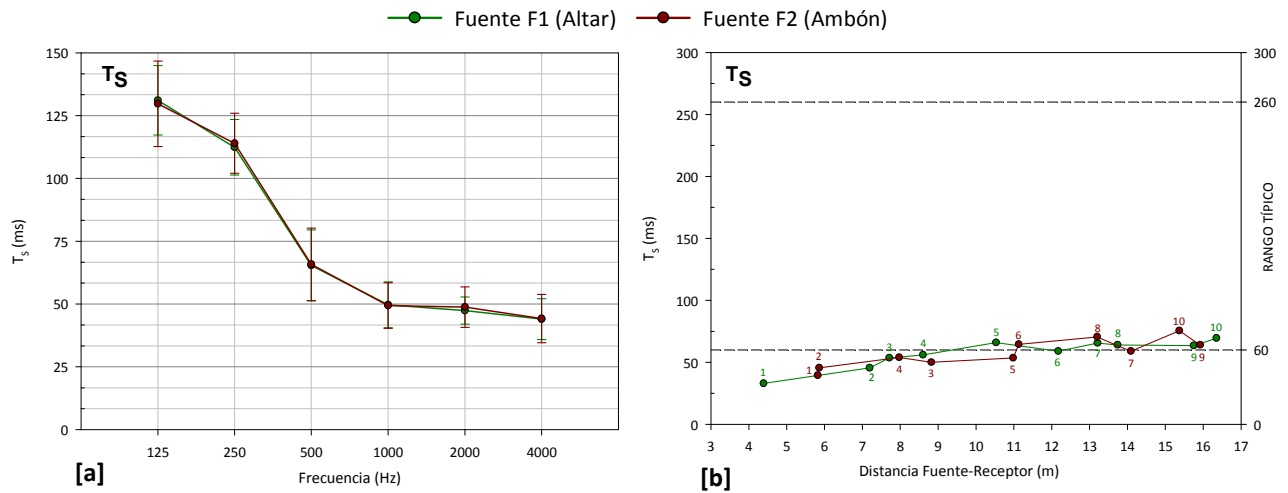 Fuente F1 (Altar) Fuente F2 (Ambón)
TS
150
125
100
75
50
25
0
Ts (ms)
125 250 500 1000 2000 4000
Frecuencia (Hz)
[a]
TS
300
250
200
150
100
50
0
Ts (ms)
300
260
60
0
RANGO TÍPICO
1 2 3 4 5 6 7 8 9 10
1 2 3 4 5 6 7 8 9 10
3 4 5 6 7 8 9 10 11 12 13 14 15 16 17
Distancia Fuente-Receptor (m)
[b]